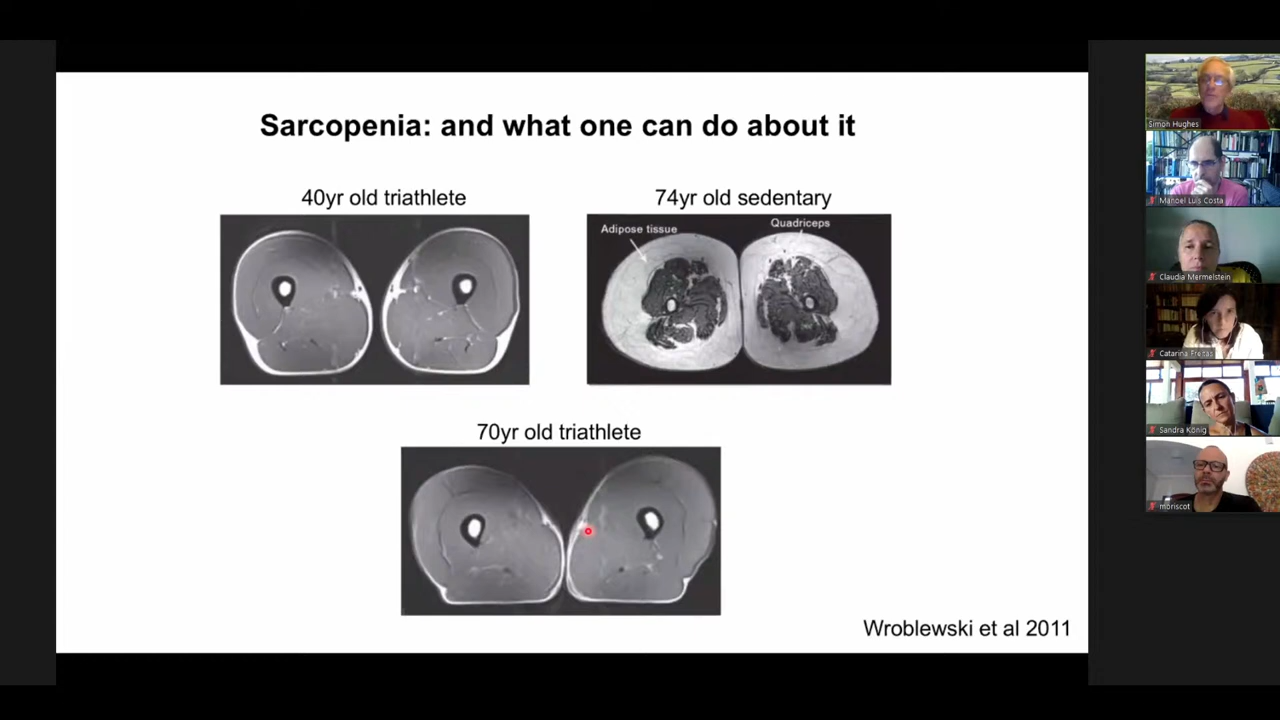 Sarcopenia: and what one can do about it
40yr old triathlete
74yr old sedentary
Adipose tissue
Quadriceps
70yr old triathlete
Wroblewski et al 2011
Simon Hughes
Manoel Luis Costa
Claudia Mermelstein
Catarina Freitas
Sandra König
moriscot